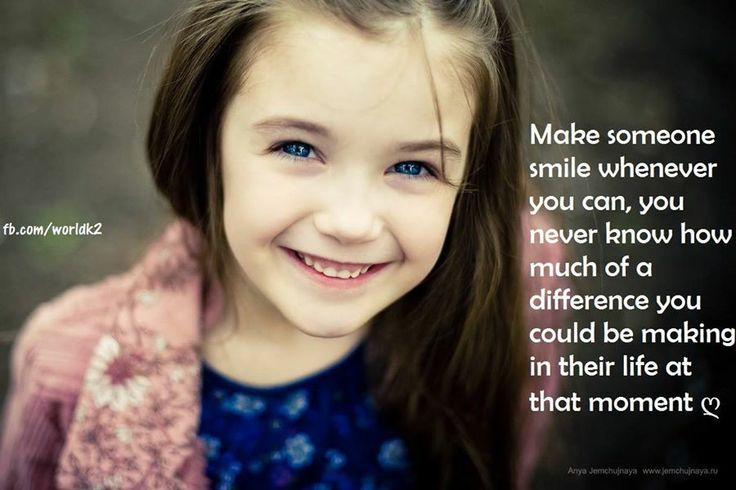 fb.com/worldk2
Make someone
smile whenever
you can, you
never know how
much of a
difference you
could be making
in their life at
that moment ღ
Anya Jemchujnaya www.jemchujnaya.ru